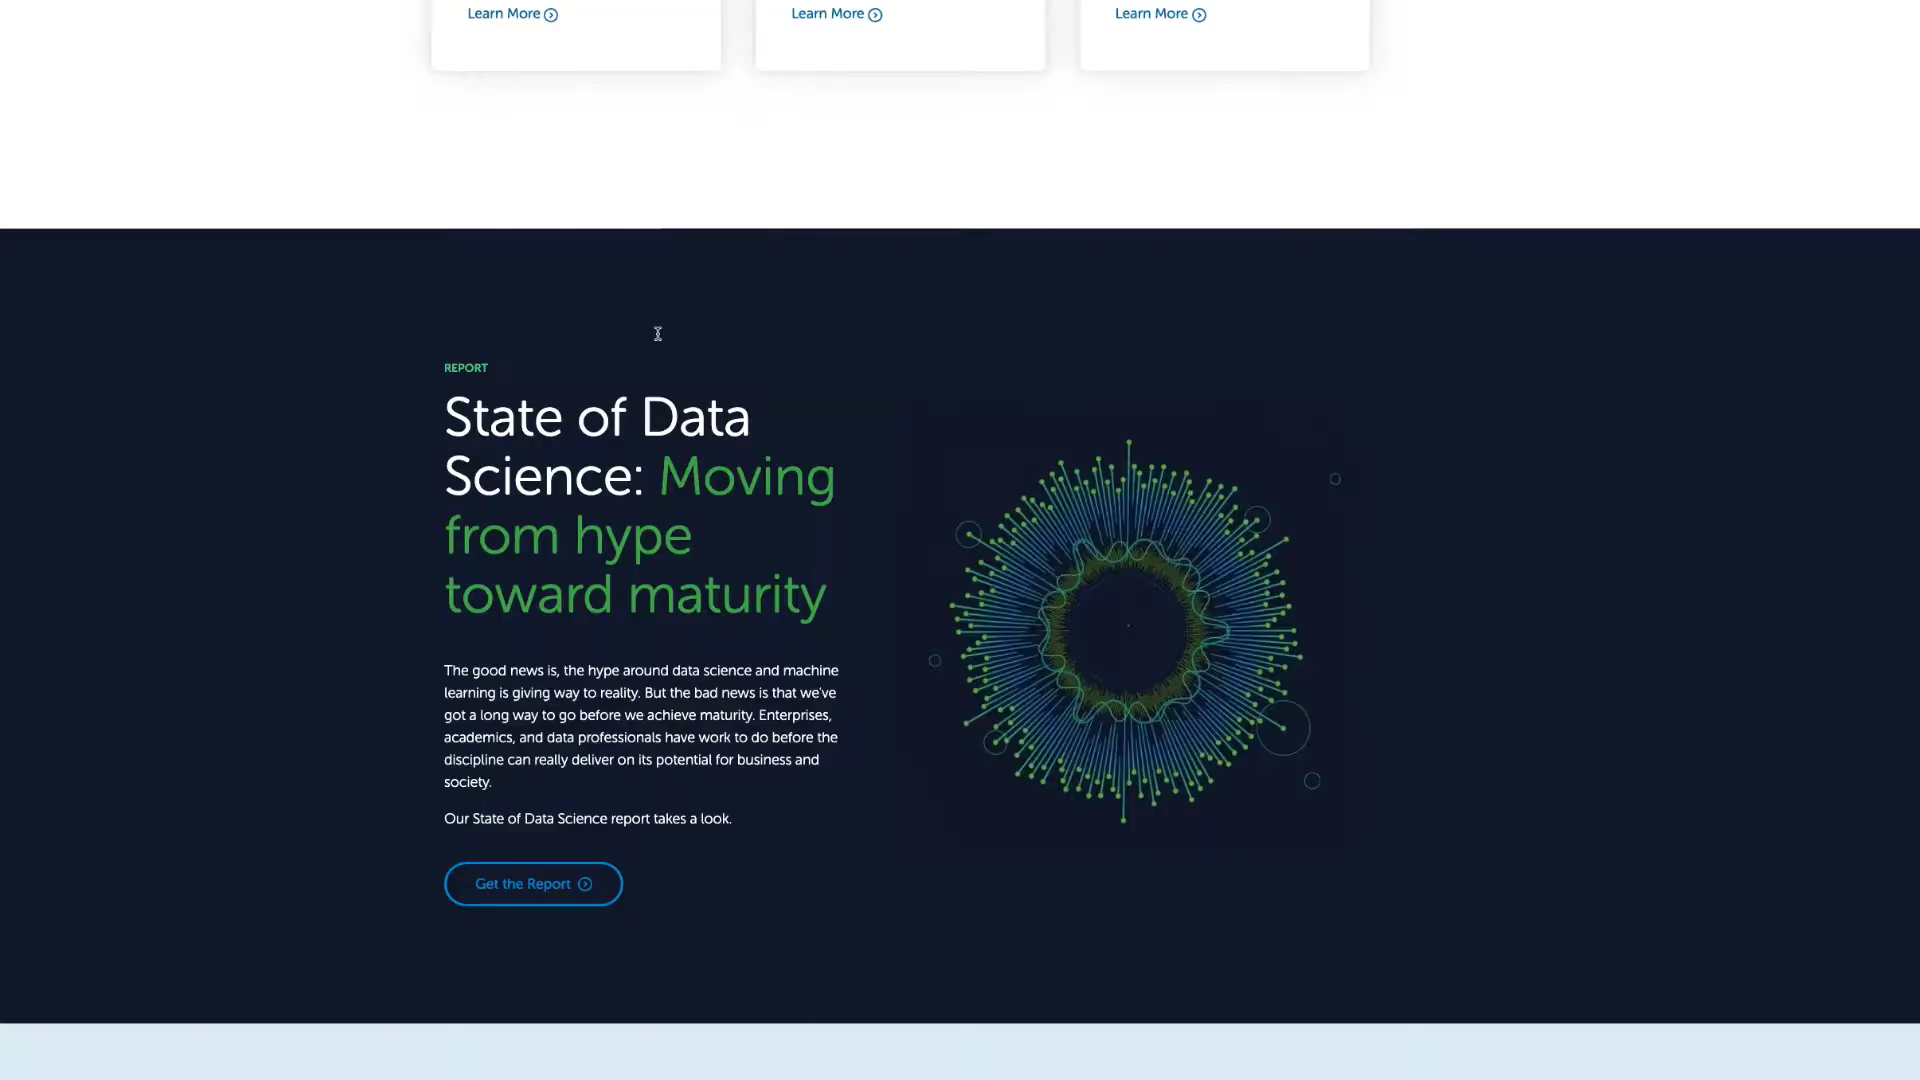 Learn More
Learn More
Learn More
REPORT
State of Data
Science: Moving
from hype
toward maturity
The good news is, the hype around data science and machine
learning is giving way to reality. But the bad news is that we've
got a long way to go before we achieve maturity. Enterprises,
academics, and data professionals have work to do before the
discipline can really deliver on its potential for business and
society.
Our State of Data Science report takes a look.
Get the Report